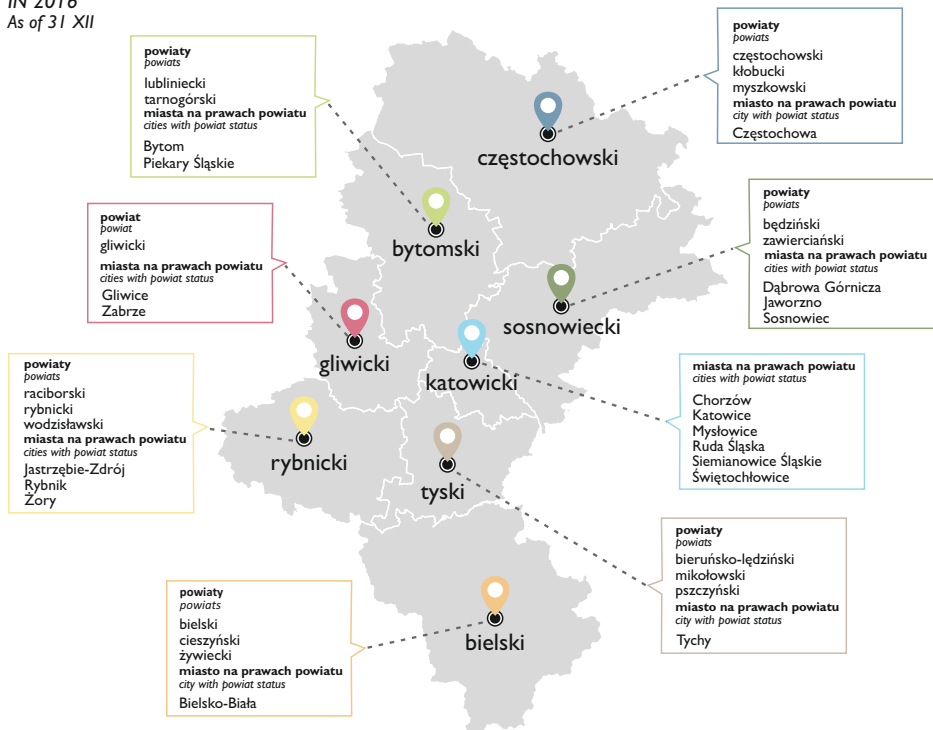 IN 2016
As of 31 XII
powiaty
powiats
lubliniecki
tarnogórski
miasta na prawach powiatu
cities with powiat status
Bytom
Piekary Śląskie
powiaty
powiats
częstochowski
kłobucki
myszkowski
miasto na prawach powiatu
city with powiat status
Częstochowa
częstochowski
powiat
powiat
gliwicki
miasta na prawach powiatu
cities with powiat status
Gliwice
Zabrze
bytomski
powiaty
powiats
będziński
zawierciański
miasta na prawach powiatu
cities with powiat status
Dąbrowa Górnicza
Jaworzno
Sosnowiec
sosnowiecki
gliwicki
katowicki
powiaty
powiats
raciborski
rybnicki
wodzisławski
miasta na prawach powiatu
cities with powiat status
Jastrzębie-Zdrój
Rybnik
Żory
miasta na prawach powiatu
cities with powiat status
Chorzów
Katowice
Mysłowice
Ruda Śląska
Siemianowice Śląskie
Świętochłowice
rybnicki
tyski
powiaty
powiats
bieruńsko-lędziński
mikołowski
pszczyński
miasto na prawach powiatu
city with powiat status
Tychy
powiaty
powiats
bielski
cieszyński
żywiecki
miasto na prawach powiatu
city with powiat status
Bielsko-Biała
bielski